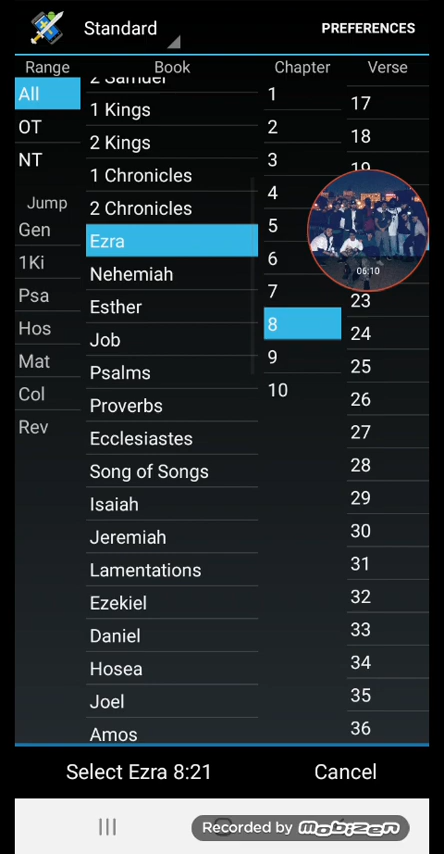 Standard
PREFERENCES
Range
Book
Chapter
Verse
All
OT
NT
Jump
Gen
1Ki
Psa
Hos
Mat
Col
Rev
2 Samuel
1 Kings
2 Kings
1 Chronicles
2 Chronicles
Ezra
Nehemiah
Esther
Job
Psalms
Proverbs
Ecclesiastes
Song of Songs
Isaiah
Jeremiah
Lamentations
Ezekiel
Daniel
Hosea
Joel
Amos
1
2
3
4
5
6
7
8
9
10
17
18
19
06:10
23
24
25
26
27
28
29
30
31
32
33
34
35
36
Select Ezra 8:21
Cancel
Recorded by MOBIZEN